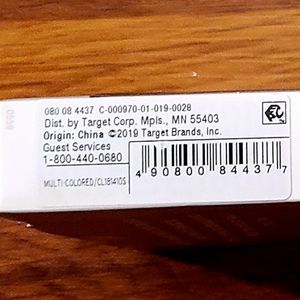 080 08 4437 C-000970-01-019-0028
Dist. by Target Corp. Mpls., MN 55403
Origin: China ©2019 Target Brands, Inc.
Guest Services
1-800-440-0680
MULTI-COLORED/CL181410S
4 90800 84437 7